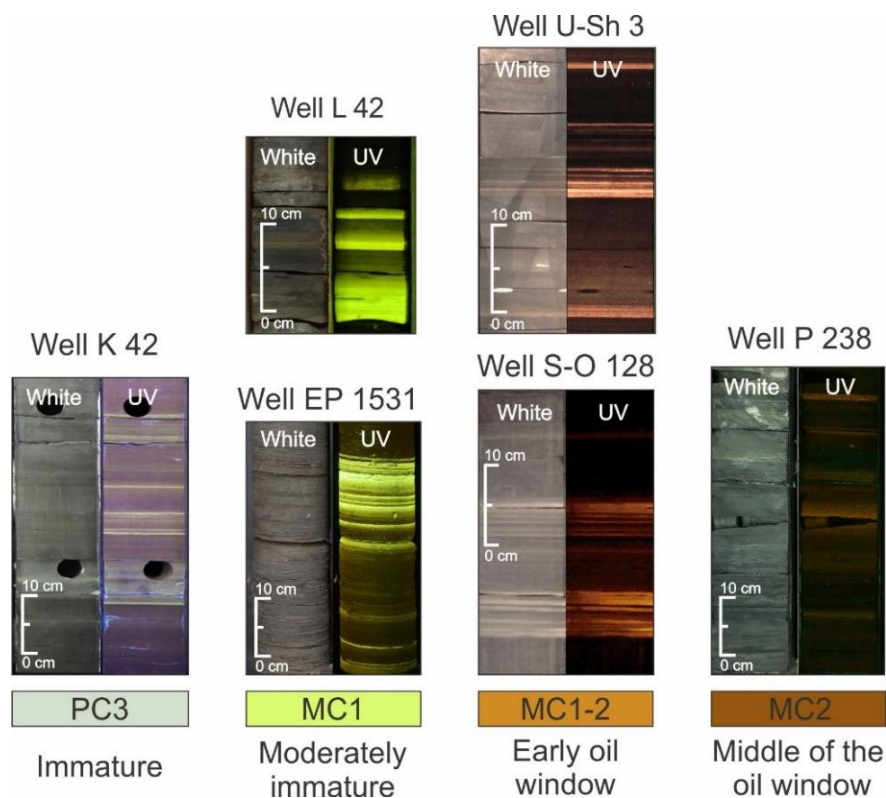 Well U-Sh 3
White UV
10 cm
0 cm
Well L 42
White UV
10 cm
0 cm
Well K 42
White UV
10 cm
0 cm
Well EP 1531
White UV
10 cm
0 cm
Well S-O 128
White UV
10 cm
0 cm
Well P 238
White UV
10 cm
0 cm
PC3
MC1
MC1-2
MC2
Immature
Moderately
immature
Early oil
window
Middle of the
oil window